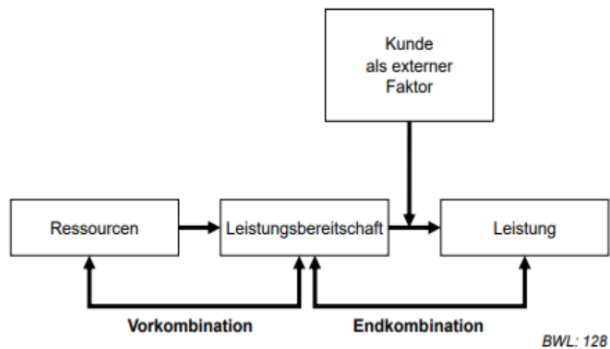 Kunde
als externer
Faktor
Ressourcen
Leistungsbereitschaft
Leistung
Vorkombination
Endkombination
BWL: 128